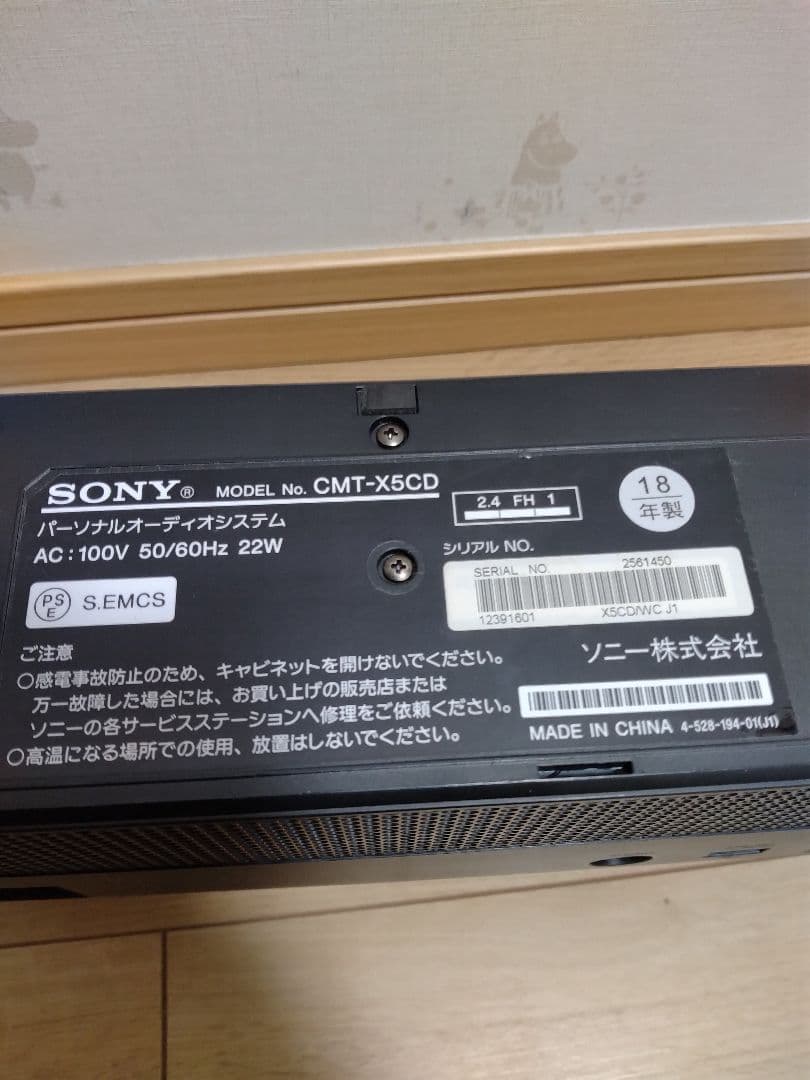 SONY® MODEL No. CMT-X5CD
パーソナルオーディオシステム
AC : 100V 50/60Hz 22W
2.4 FH 1
18
年製
PS
E
S.EMCS
シリアル NO.
SERIAL NO. 2561450
12391601 X5CD/WC J1
ご注意
○感電事故防止のため、キャビネットを開けないでください。
万一故障した場合には、お買い上げの販売店または
ソニーの各サービスステーションへ修理をご依頼ください。
○高温になる場所での使用、放置はしないでください。
ソニー株式会社
MADE IN CHINA 4-528-194-01(J1)